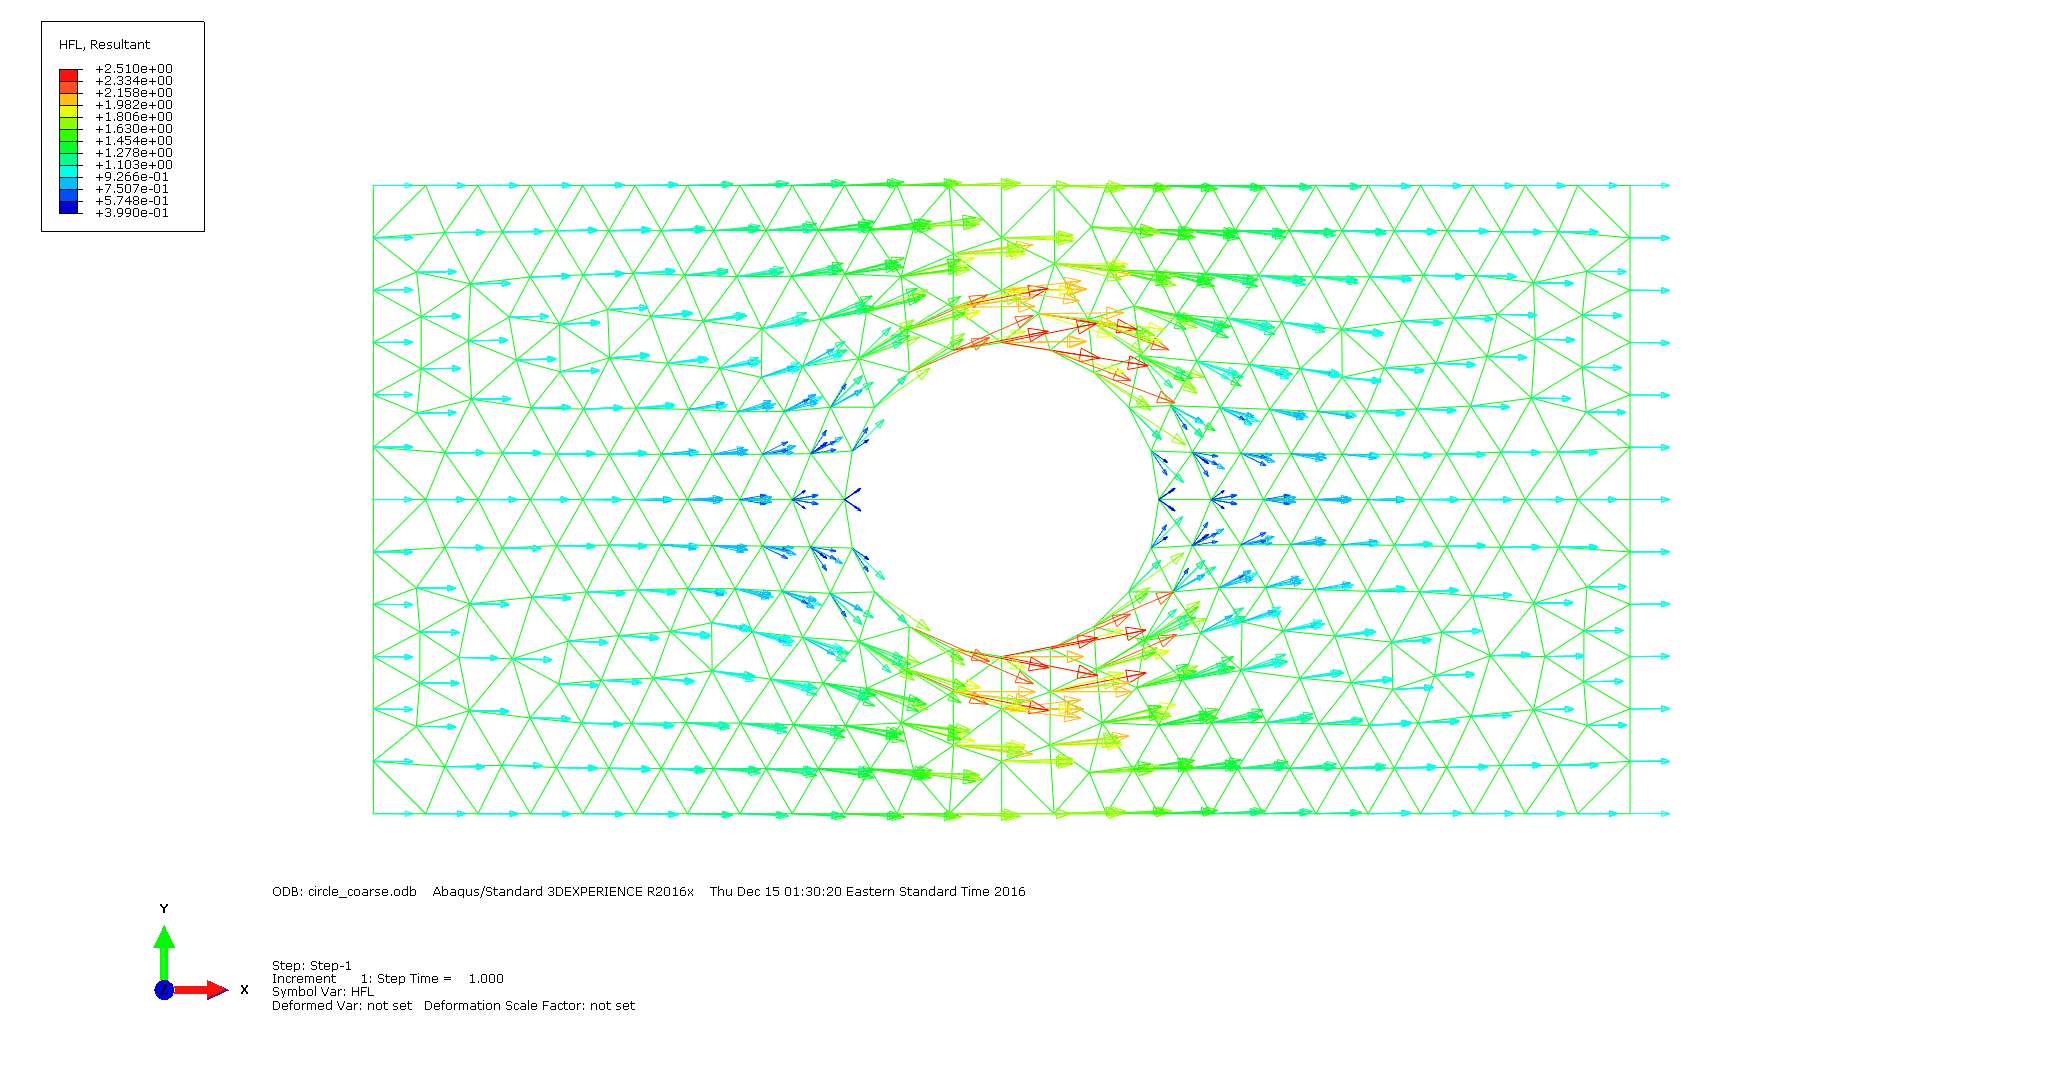 HFL, Resultant
+2.510e+00
+2.334e+00
+2.158e+00
+1.982e+00
+1.806e+00
+1.630e+00
+1.454e+00
+1.278e+00
+1.103e+00
+9.266e-01
+7.507e-01
+5.748e-01
+3.990e-01
ODB: circle_coarse.odb Abaqus/Standard 3DEXPERIENCE R2016x Thu Dec 15 01:30:20 Eastern Standard Time 2016
Y
Z X
Step: Step-1
Increment 1: Step Time = 1.000
Symbol Var: HFL
Deformed Var: not set Deformation Scale Factor: not set